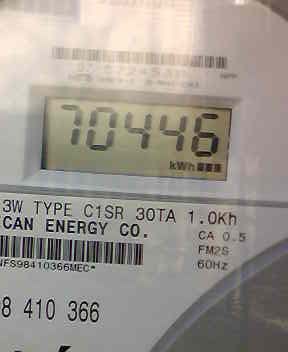 70446
kWh
3W TYPE C1SR 30TA 1.0Kh
CAN ENERGY CO.
CA 0.5
FM2S
NFS98410366MEC*
60Hz
8 410 366